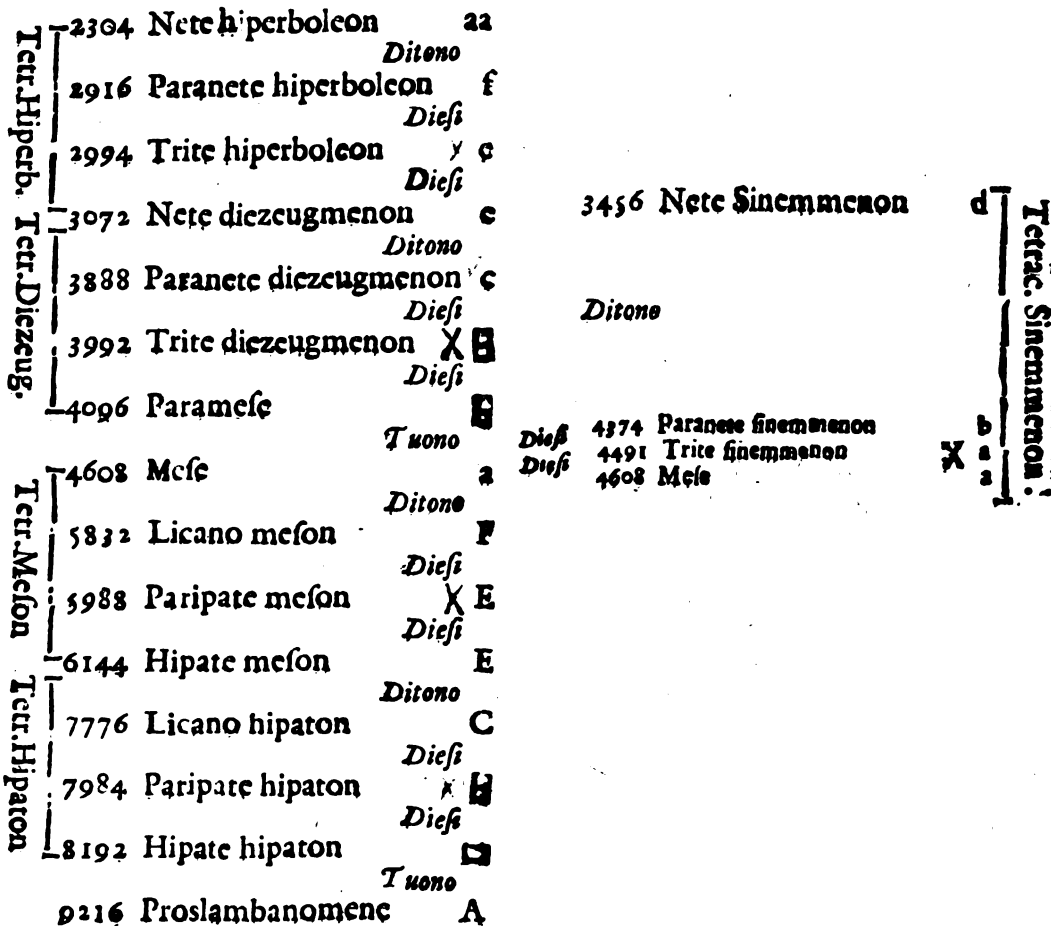 Tetr.Hiperb.
2304 Nete hiperboleon aa
Ditono
2916 Paranete hiperboleon f
Dieſi
2994 Trite hiperboleon X e
Dieſi
3072 Nete diezeugmenon e
Tetr.Diezeug.
Ditono
3888 Paranete diezeugmenon c
Dieſi
3992 Trite diezeugmenon X ♮
Dieſi
4096 Parameſe ♮
Tuono
Tetr.Meſon
4608 Meſe a
Ditono
5832 Licano meſon F
Dieſi
5988 Paripate meſon X E
Dieſi
6144 Hipate meſon E
Tetr.Hipaton
Ditono
7776 Licano hipaton C
Dieſi
7984 Paripate hipaton X ♮
Dieſi
8192 Hipate hipaton ♮
Tuono
9216 Proslambanomene A
Tetrac. Sinemmenon.
3456 Nete Sinemmenon d
Ditono
4374 Paranete ſinemmenon b
Dieſi
4491 Trite ſinemmenon X a
Dieſi
4608 Meſe a